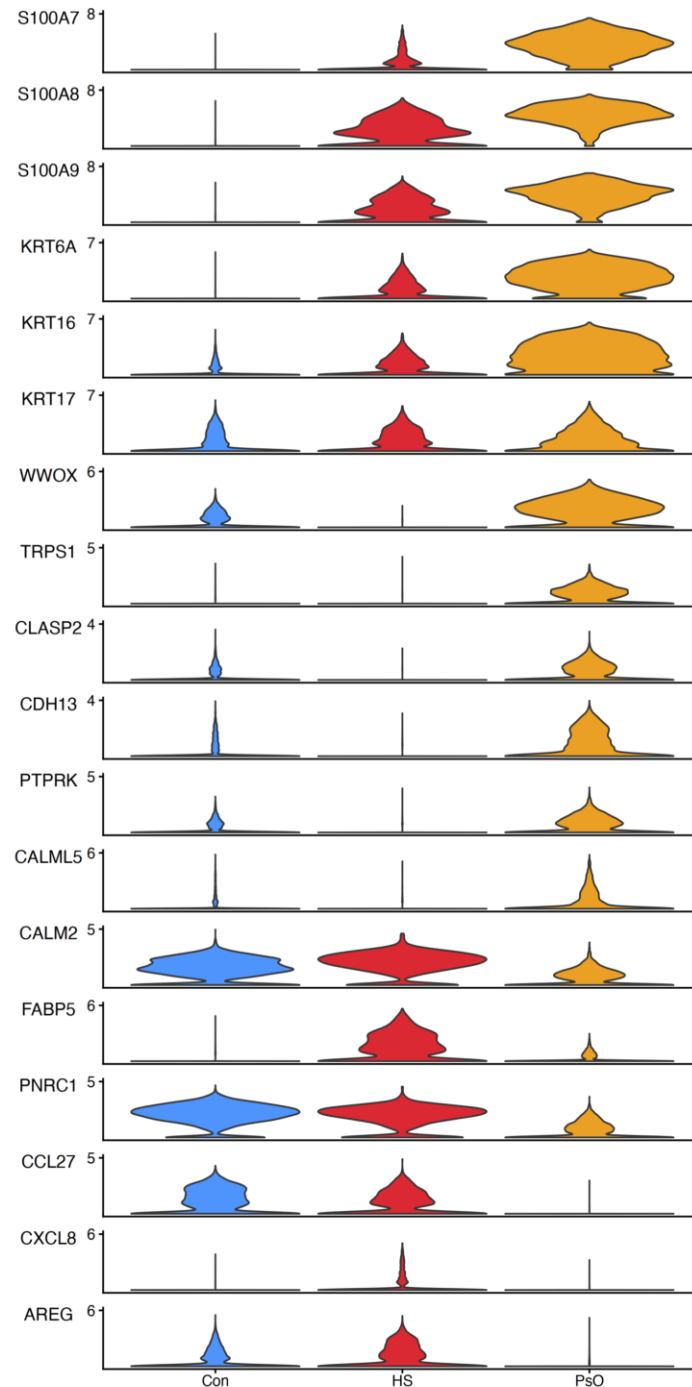 S100A7 8
S100A8 8
S100A9 8
KRT6A 7
KRT16 7
KRT17 7
WWOX 6
TRPS1 5
CLASP2 4
CDH13 4
PTPRK 5
CALML5 6
CALM2 5
FABP5 6
PNRC1 5
CCL27 5
CXCL8 6
AREG 6
Con HS PsO